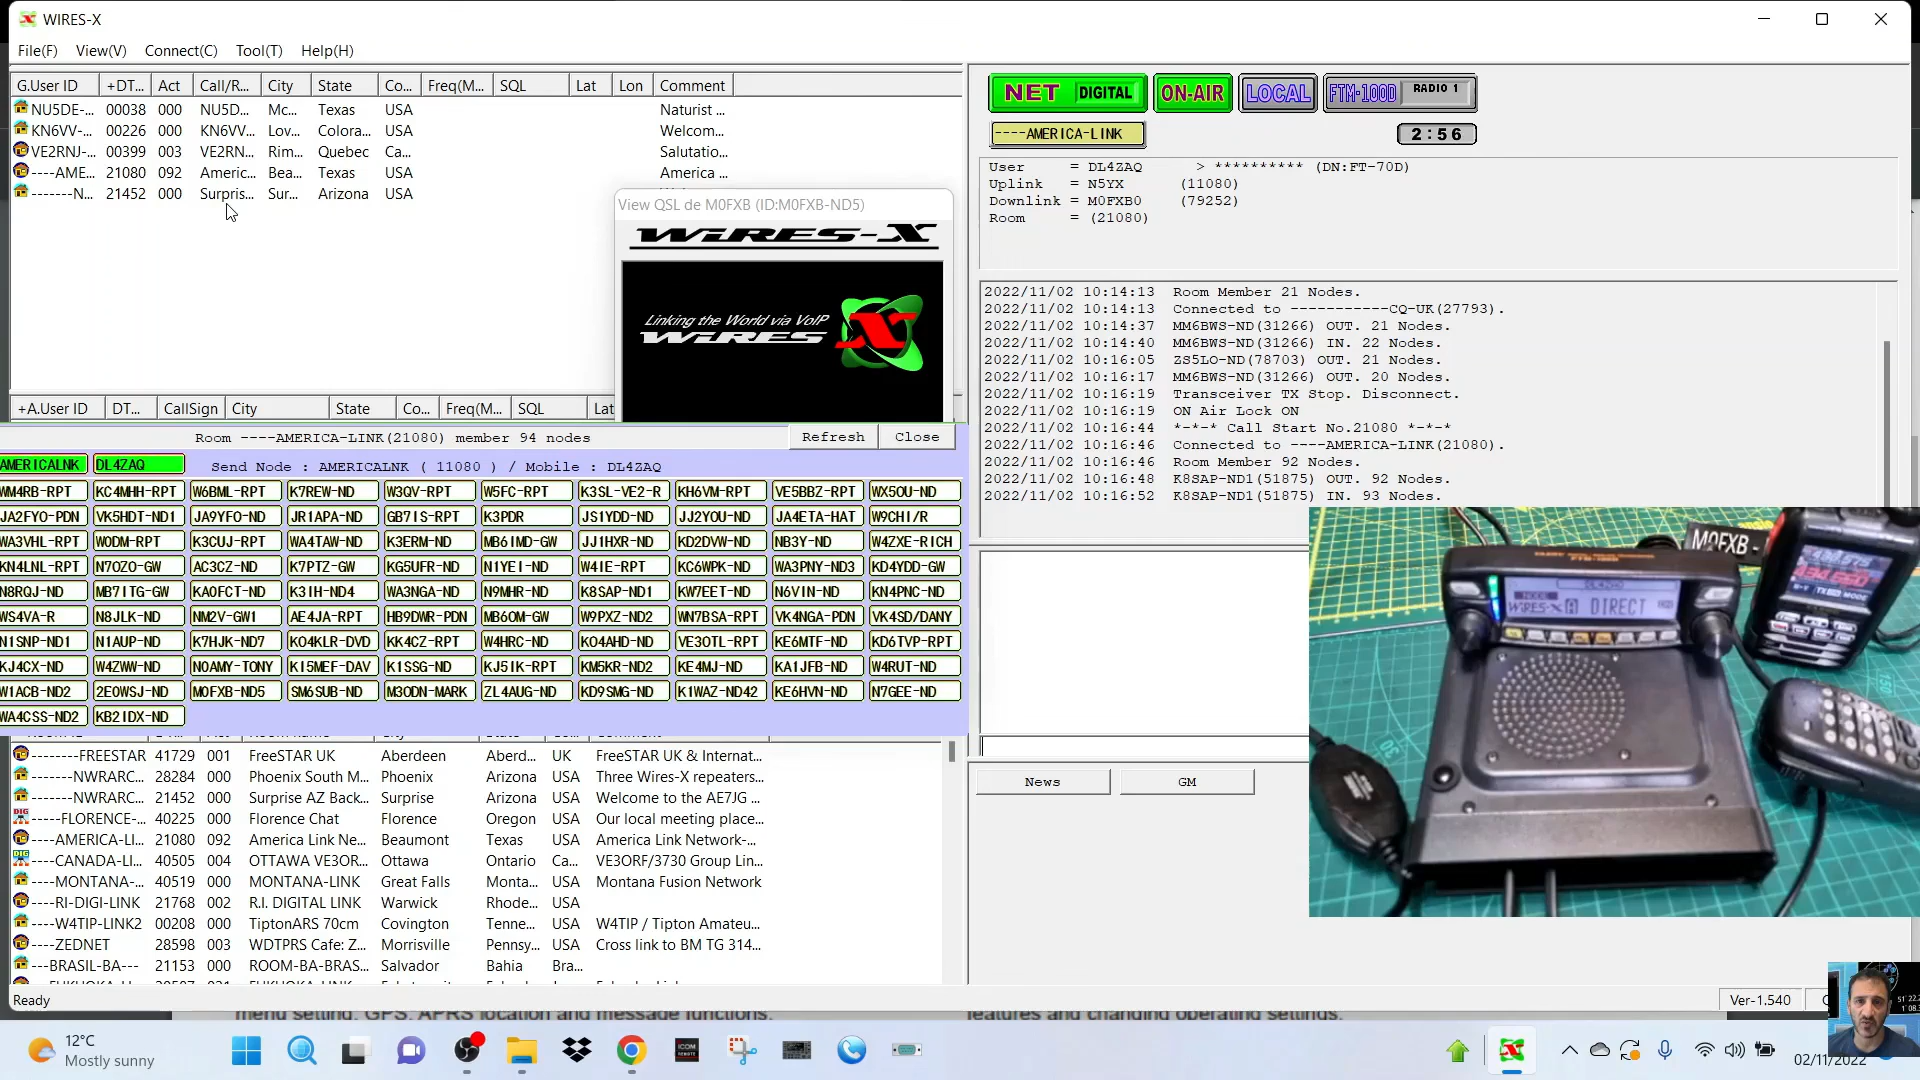 WIRES-X
File(F) View(V) Connect(C) Tool(T) Help(H)
G.User ID +DT... Act Call/R... City State Co... Freq(M... SQL Lat Lon Comment
NU5DE-... 00038 000 NU5D... Mc... Texas USA Naturist ...
KN6VV-... 00226 000 KN6VV... Lov... Colora... USA Welcom...
VE2RNJ-... 00399 003 VE2RN... Rim... Quebec Ca... Salutatio...
----AME... 21080 092 Americ... Bea... Texas USA America ...
-------N... 21452 000 Surpris... Sur... Arizona USA
View QSL de M0FXB (ID:M0FXB-ND5)
WiRES-X
Linking the World via VoIP
WiRES X
+A.User ID DT... CallSign City State Co... Freq(M... SQL Lat
Room ----AMERICA-LINK(21080) member 94 nodes Refresh Close
AMERICALNK DL4ZAQ Send Node : AMERICALNK ( 11080 ) / Mobile : DL4ZAQ
WM4RB-RPT KC4MHH-RPT W6BML-RPT K7REW-ND W3QV-RPT W5FC-RPT K3SL-VE2-R KH6VM-RPT VE5BBZ-RPT WX5OU-ND
JA2FYO-PDN VK5HDT-ND1 JA9YFO-ND JR1APA-ND GB7IS-RPT K3PDR JS1YDD-ND JJ2YOU-ND JA4ETA-HAT W9CHI/R
WA3VHL-RPT W0DM-RPT K3CUJ-RPT WA4TAW-ND K3ERM-ND MB6IMD-GW JJ1HXR-ND KD2DVW-ND NB3Y-ND W4ZXE-RICH
KN4LNL-RPT N7OZO-GW AC3CZ-ND K7PTZ-GW KG5UFR-ND N1YEI-ND W4IE-RPT KC6WPK-ND WA3PNY-ND3 KD4YDD-GW
N8RQJ-ND MB7ITG-GW KA0FCT-ND K3IH-ND4 WA3NGA-ND N9MHR-ND K8SAP-ND1 KW7EET-ND N6VIN-ND KN4PNC-ND
WS4VA-R N8JLK-ND NM2V-GW1 AE4JA-RPT HB9DWR-PDN MB6OM-GW W9PXZ-ND2 WN7BSA-RPT VK4NGA-PDN VK4SD/DANY
N1SNP-ND1 N1AUP-ND K7HJK-ND7 KO4KLR-DVD KK4CZ-RPT W4HRC-ND KO4AHD-ND VE3OTL-RPT KE6MTF-ND KD6TVP-RPT
KJ4CX-ND W4ZWW-ND N0AMY-TONY KI5MEF-DAV K1SSG-ND KJ5IK-RPT KM5KR-ND2 KE4MJ-ND KA1JFB-ND W4RUT-ND
W1ACB-ND2 2E0WSJ-ND M0FXB-ND5 SM6SUB-ND M3ODN-MARK ZL4AUG-ND KD9SMG-ND K1WAZ-ND42 KE6HVN-ND N7GEE-ND
WA4CSS-ND2 KB2IDX-ND
--------FREESTAR 41729 001 FreeSTAR UK Aberdeen Aberd... UK FreeSTAR UK & Internat...
-------NWRARC... 28284 000 Phoenix South M... Phoenix Arizona USA Three Wires-X repeaters...
-------NWRARC... 21452 000 Surprise AZ Back... Surprise Arizona USA Welcome to the AE7JG ...
-----FLORENCE-... 40225 000 Florence Chat Florence Oregon USA Our local meeting place...
----AMERICA-LI... 21080 092 America Link Ne... Beaumont Texas USA America Link Network-...
----CANADA-LI... 40505 004 OTTAWA VE3OR... Ottawa Ontario Ca... VE3ORF/3730 Group Lin...
----MONTANA-... 40519 000 MONTANA-LINK Great Falls Monta... USA Montana Fusion Network
----RI-DIGI-LINK 21768 002 R.I. DIGITAL LINK Warwick Rhode... USA
----W4TIP-LINK2 00208 000 TiptonARS 70cm Covington Tenne... USA W4TIP / Tipton Amateu...
----ZEDNET 28598 003 WDTPRS Cafe: Z... Morrisville Pennsy... USA Cross link to BM TG 314...
---BRASIL-BA--- 21153 000 ROOM-BA-BRAS... Salvador Bahia Bra...
Ready
NET DIGITAL ON-AIR LOCAL FTM-100D RADIO 1
----AMERICA-LINK 2:56
User = DL4ZAQ > ********** (DN:FT-70D)
Uplink = N5YX (11080)
Downlink = M0FXB0 (79252)
Room = (21080)
2022/11/02 10:14:13 Room Member 21 Nodes.
2022/11/02 10:14:13 Connected to -----------CQ-UK(27793).
2022/11/02 10:14:37 MM6BWS-ND(31266) OUT. 21 Nodes.
2022/11/02 10:14:40 MM6BWS-ND(31266) IN. 22 Nodes.
2022/11/02 10:16:05 ZS5LO-ND(78703) OUT. 21 Nodes.
2022/11/02 10:16:17 MM6BWS-ND(31266) OUT. 20 Nodes.
2022/11/02 10:16:19 Transceiver TX Stop. Disconnect.
2022/11/02 10:16:19 ON Air Lock ON
2022/11/02 10:16:44 *-*-* Call Start No.21080 *-*-*
2022/11/02 10:16:46 Connected to ----AMERICA-LINK(21080).
2022/11/02 10:16:46 Room Member 92 Nodes.
2022/11/02 10:16:48 K8SAP-ND1(51875) OUT. 92 Nodes.
2022/11/02 10:16:52 K8SAP-ND1(51875) IN. 93 Nodes.
News GM
M0FXB -
DL4ZAQ
NODE
WiRES-X A DIRECT
434.650
MODE
Ver-1.540
menu setting, GPS, APRS location and message functions.
features and changing operating settings.
12°C
Mostly sunny
ICOM
REMOTE
02/11/2022